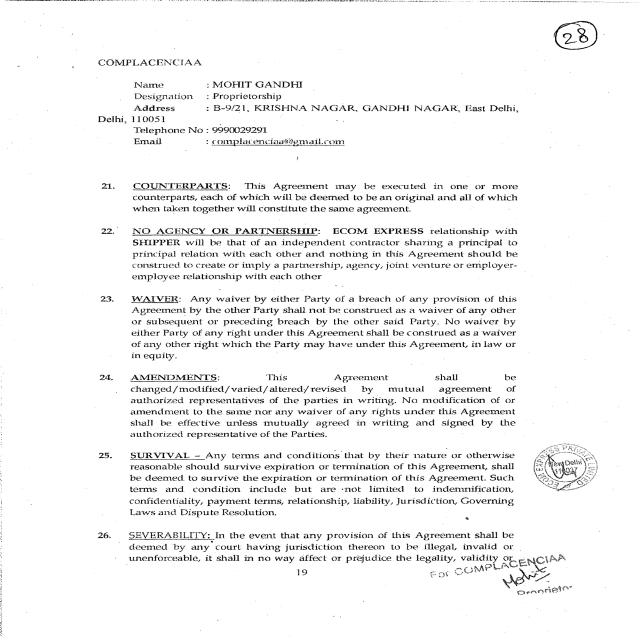 28
COMPLACENCIAA
Name : MOHIT GANDHI
Designation : Proprietorship
Address : B-9/21, KRISHNA NAGAR, GANDHI NAGAR, East Delhi,
Delhi, 110051
Telephone No : 9990029291
Email : complacenciaa@gmail.com
21. COUNTERPARTS: This Agreement may be executed in one or more
counterparts, each of which will be deemed to be an original and all of which
when taken together will constitute the same agreement.
22. NO AGENCY OR PARTNERSHIP: ECOM EXPRESS relationship with
SHIPPER will be that of an independent contractor sharing a principal to
principal relation with each other and nothing in this Agreement should be
construed to create or imply a partnership, agency, joint venture or employer-
employee relationship with each other
23. WAIVER: Any waiver by either Party of a breach of any provision of this
Agreement by the other Party shall not be construed as a waiver of any other
or subsequent or preceding breach by the other said Party. No waiver by
either Party of any right under this Agreement shall be construed as a waiver
of any other right which the Party may have under this Agreement, in law or
in equity.
24. AMENDMENTS: This Agreement shall be
changed/modified/varied/altered/revised by mutual agreement of
authorized representatives of the parties in writing. No modification of or
amendment to the same nor any waiver of any rights under this Agreement
shall be effective unless mutually agreed in writing and signed by the
authorized representative of the Parties.
25. SURVIVAL – Any terms and conditions that by their nature or otherwise
reasonable should survive expiration or termination of this Agreement, shall
be deemed to survive the expiration or termination of this Agreement. Such
terms and condition include but are not limited to indemnification,
confidentiality, payment terms, relationship, liability, Jurisdiction, Governing
Laws and Dispute Resolution.
ECOM EXPRESS PRIVATE LIMITED
New Delhi
26. SEVERABILITY: In the event that any provision of this Agreement shall be
deemed by any court having jurisdiction thereon to be illegal, invalid or
unenforceable, it shall in no way affect or prejudice the legality, validity or
19
For COMPLACENCIAA
Mohit
Proprietor